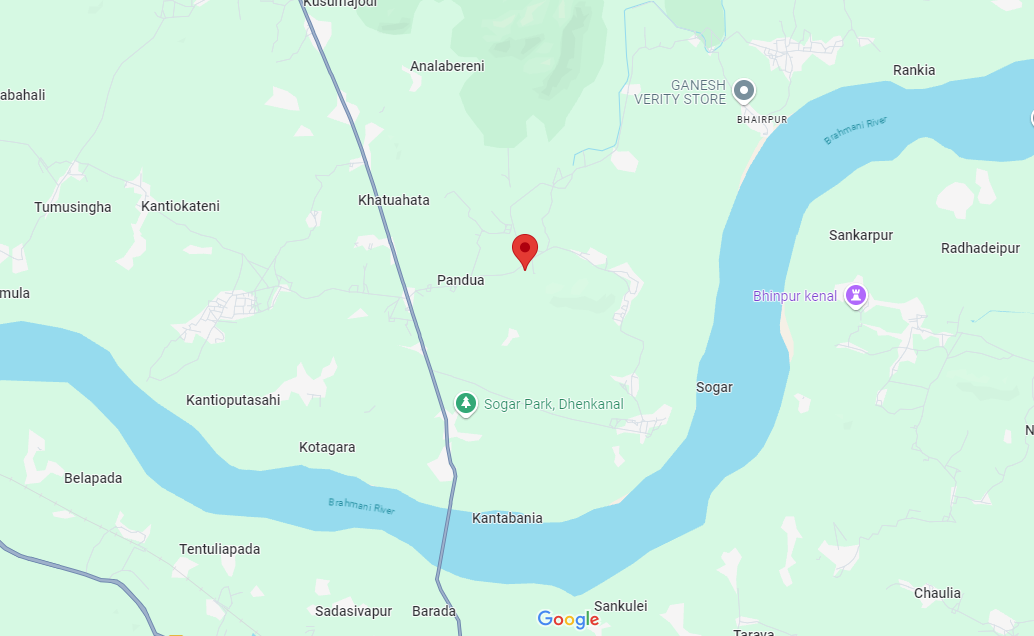 Kusumajodi
Analabereni
Rankia
GANESH
VERITY STORE
abahali
BHAIRPUR
Brahmani River
Tumusingha
Kantiokateni
Khatuahata
Sankarpur
Radhadeipur
Pandua
mula
Bhinpur kenal
Sogar
Kantioputasahi
Sogar Park, Dhenkanal
N
Kotagara
Belapada
Brahmani River
Kantabania
Tentuliapada
Chaulia
Sadasivapur
Barada
Sankulei
Google
Tarava